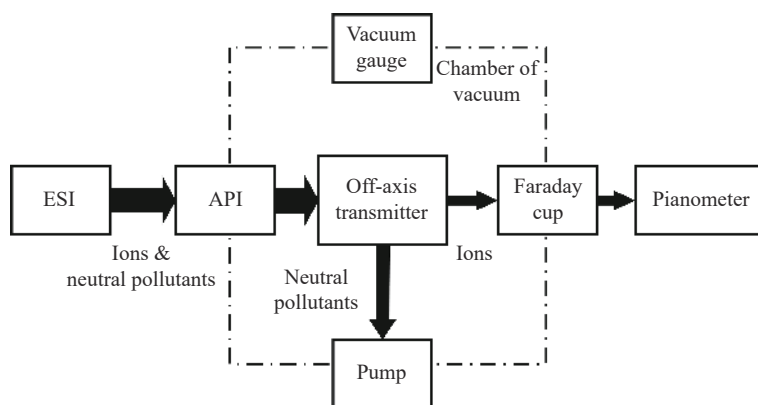 Vacuum
gauge
Chamber of
vacuum
ESI
API
Off-axis
transmitter
Faraday
cup
Pianometer
Ions &
neutral pollutants
Neutral
pollutants
Ions
Pump